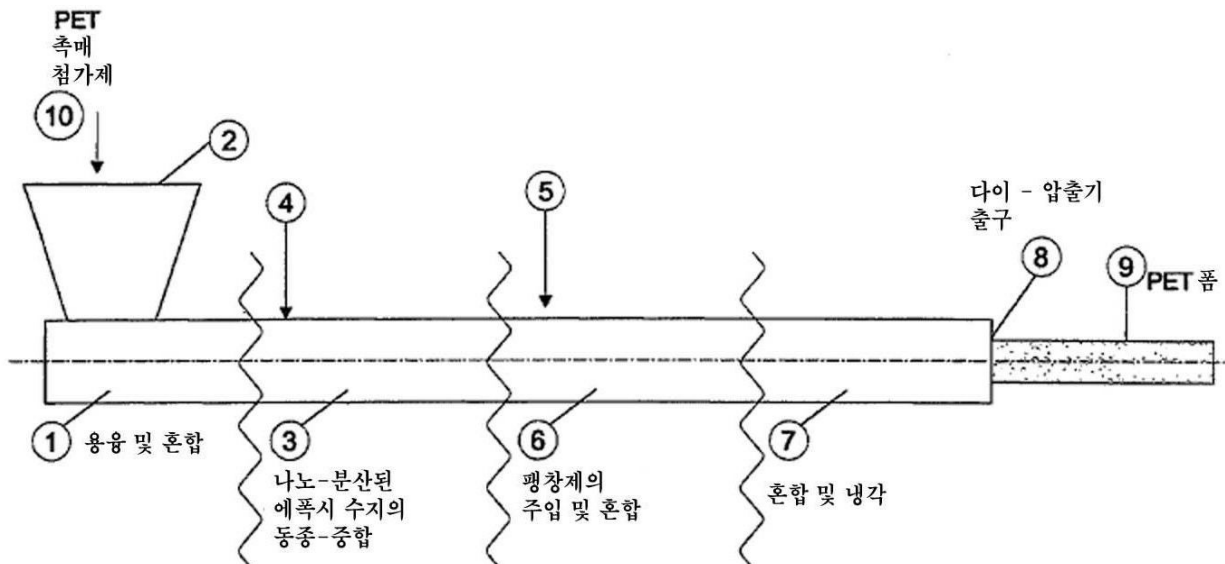 PET
촉매
첨가제
10
2
4
5
다이 - 압출기
출구
8
9
PET 폼
1
용융 및 혼합
3
나노-분산된
에폭시 수지의
동종-중합
6
팽창제의
주입 및 혼합
7
혼합 및 냉각